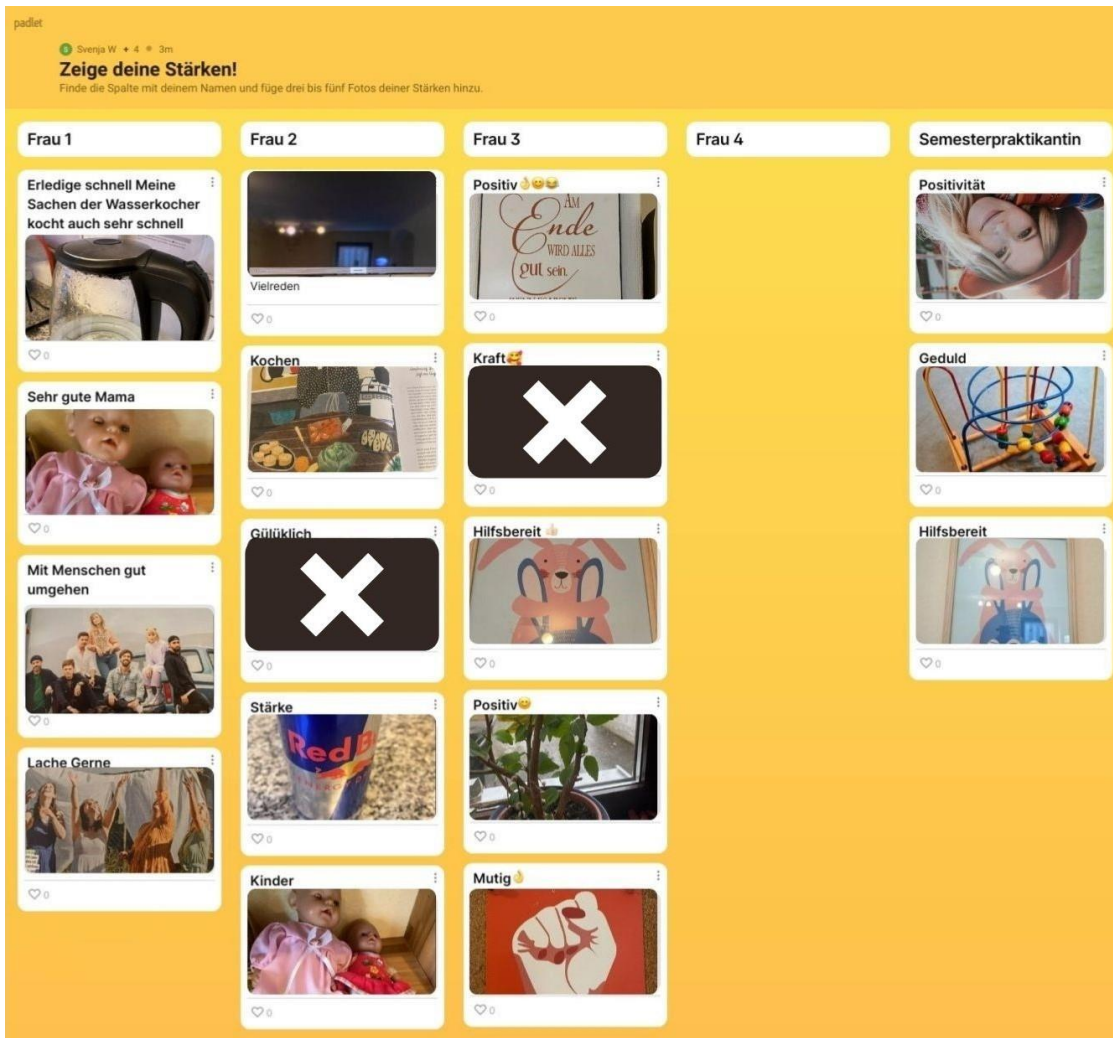 padlet
Svenja W + 4 3m
Zeige deine Stärken!
Finde die Spalte mit deinem Namen und füge drei bis fünf Fotos deiner Stärken hinzu.
Frau 1
Erledige schnell Meine
Sachen der Wasserkocher
kocht auch sehr schnell
0
Sehr gute Mama
0
Mit Menschen gut
umgehen
0
Lache Gerne
0
Frau 2
Vielreden
0
Kochen
0
Gülüklich
0
Stärke
Red B
0
Kinder
0
Frau 3
Positiv👌😊😂
AM
Ende
WIRD ALLES
gut sein.
0
Kraft🥰
0
Hilfsbereit 👍🏻
0
Positiv😊
0
Mutig👌
0
Frau 4
Semesterpraktikantin
Positivität
0
Geduld
0
Hilfsbereit
0